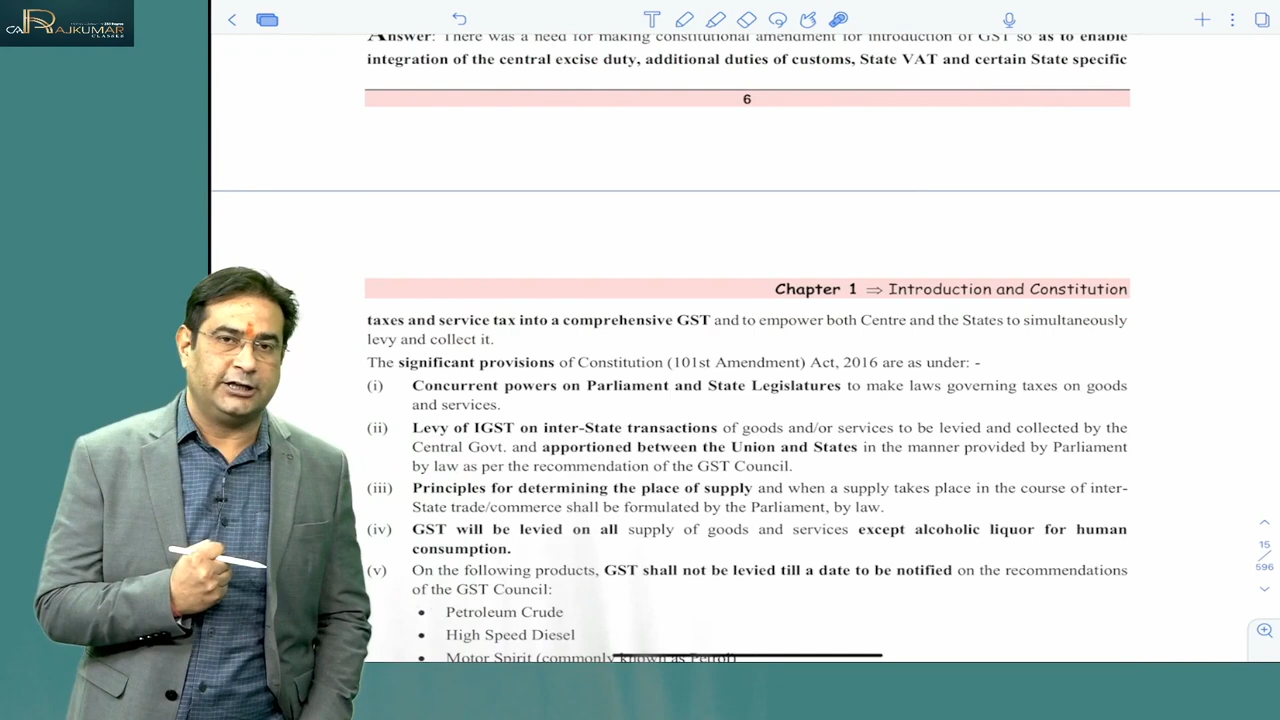 CA RAJKUMAR
CLASSES
Answer: There was a need for making constitutional amendment for introduction of GST so as to enable
integration of the central excise duty, additional duties of customs, State VAT and certain State specific
6
Chapter 1 ⇒ Introduction and Constitution
taxes and service tax into a comprehensive GST and to empower both Centre and the States to simultaneously
levy and collect it.
The significant provisions of Constitution (101st Amendment) Act, 2016 are as under: -
(i) Concurrent powers on Parliament and State Legislatures to make laws governing taxes on goods
and services.
(ii) Levy of IGST on inter-State transactions of goods and/or services to be levied and collected by the
Central Govt. and apportioned between the Union and States in the manner provided by Parliament
by law as per the recommendation of the GST Council.
(iii) Principles for determining the place of supply and when a supply takes place in the course of inter-
State trade/commerce shall be formulated by the Parliament, by law.
(iv) GST will be levied on all supply of goods and services except alcoholic liquor for human
consumption.
(v) On the following products, GST shall not be levied till a date to be notified on the recommendations
of the GST Council:
• Petroleum Crude
• High Speed Diesel
• Motor Spirit (commonly known as Petrol)
15
596